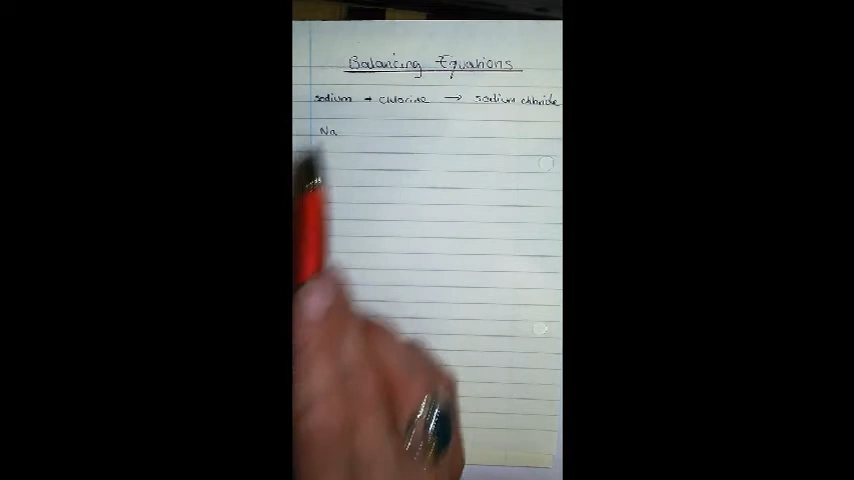 Balancing Equations
sodium + chlorine → sodium chloride
Na